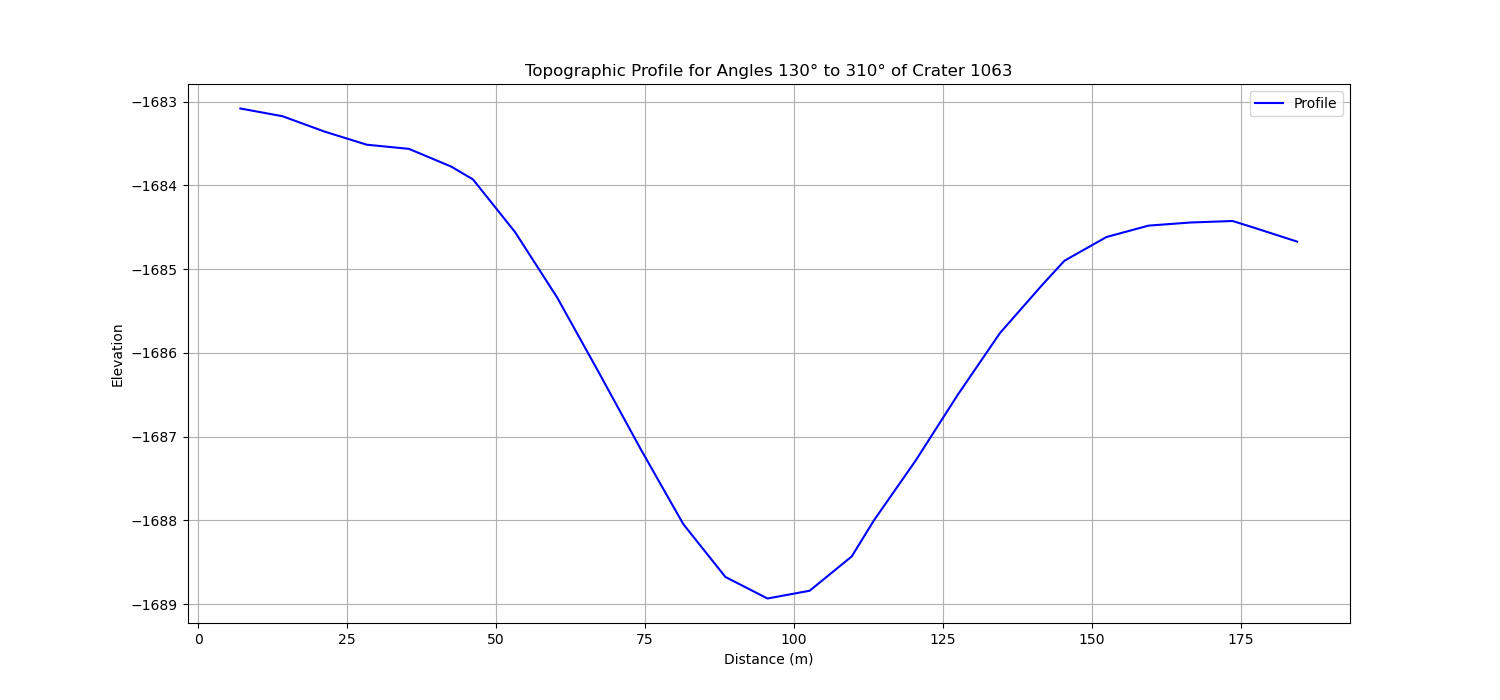 Topographic Profile for Angles 130° to 310° of Crater 1063
Profile
−1683
−1684
−1685
−1686
−1687
−1688
−1689
Elevation
0 25 50 75 100 125 150 175
Distance (m)